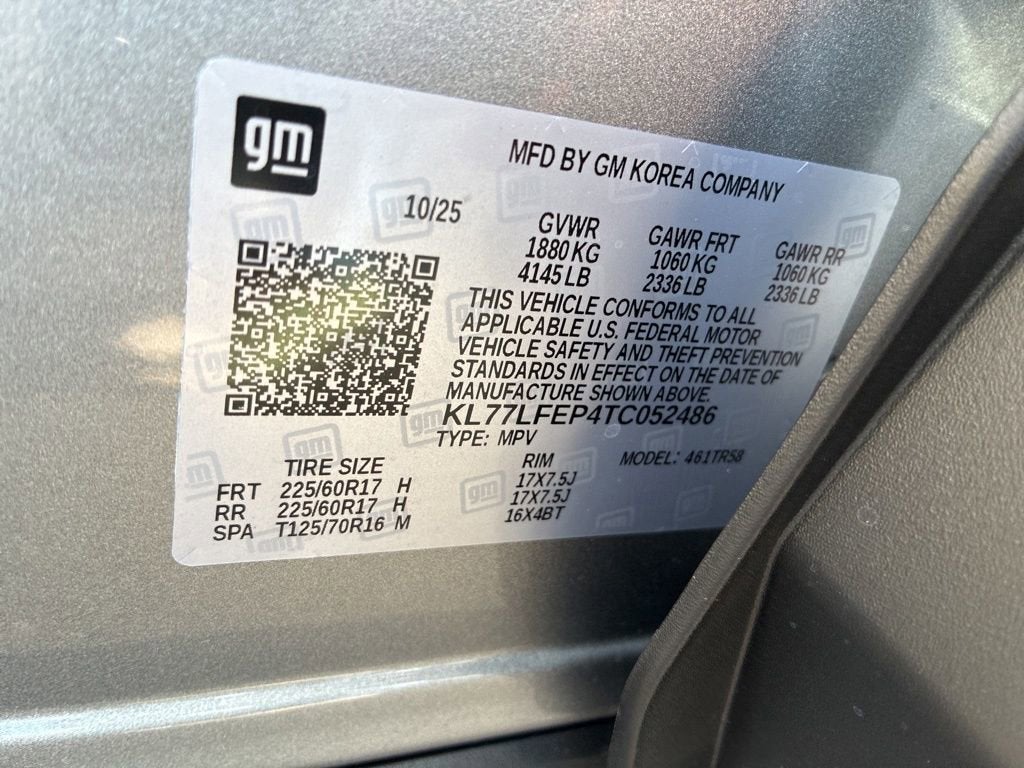 gm
MFD BY GM KOREA COMPANY
10/25
GVWR GAWR FRT GAWR RR
1880 KG 1060 KG 1060 KG
4145 LB 2336 LB 2336 LB
THIS VEHICLE CONFORMS TO ALL
APPLICABLE U.S. FEDERAL MOTOR
VEHICLE SAFETY AND THEFT PREVENTION
STANDARDS IN EFFECT ON THE DATE OF
MANUFACTURE SHOWN ABOVE.
KL77LFEP4TC052486
TYPE: MPV MODEL: 461TR58
TIRE SIZE RIM
FRT 225/60R17 H 17X7.5J
RR 225/60R17 H 17X7.5J
SPA T125/70R16 M 16X4BT